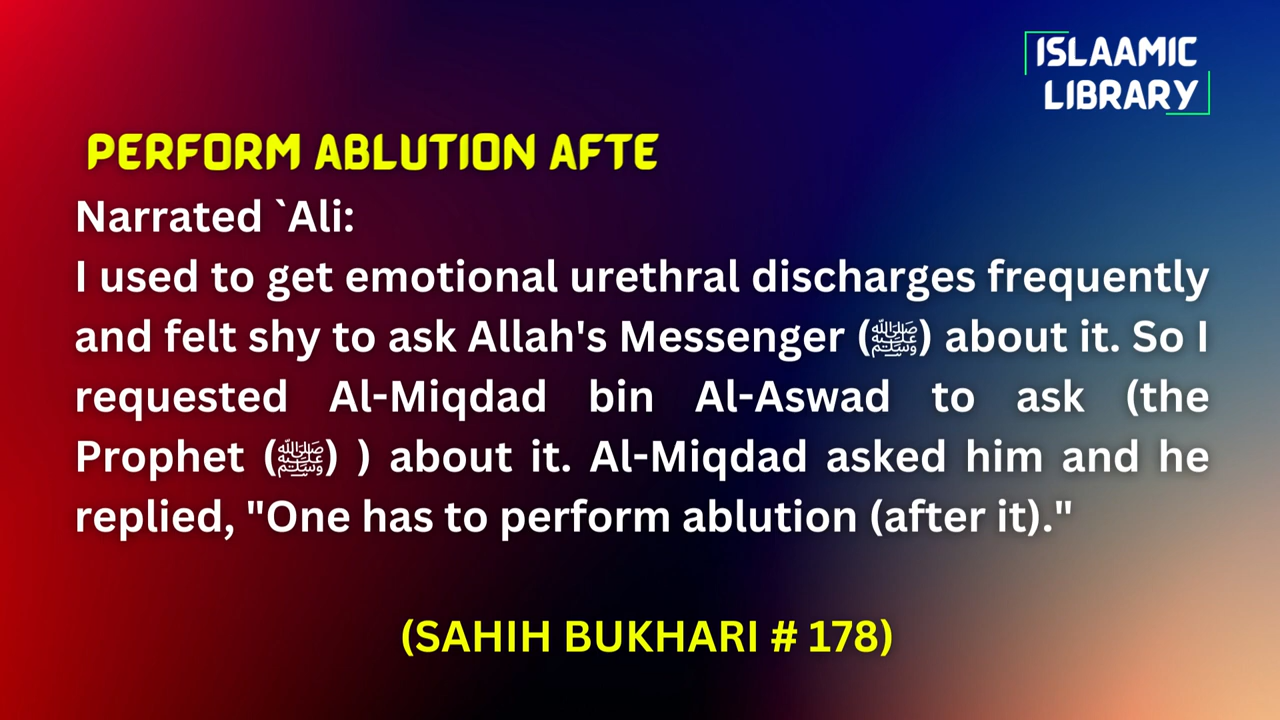 ISLAAMIC
LIBRARY
PERFORM ABLUTION AFTE
Narrated `Ali:
I used to get emotional urethral discharges frequently
and felt shy to ask Allah's Messenger (ﷺ) about it. So I
requested Al-Miqdad bin Al-Aswad to ask (the
Prophet (ﷺ) ) about it. Al-Miqdad asked him and he
replied, "One has to perform ablution (after it)."
(SAHIH BUKHARI # 178)